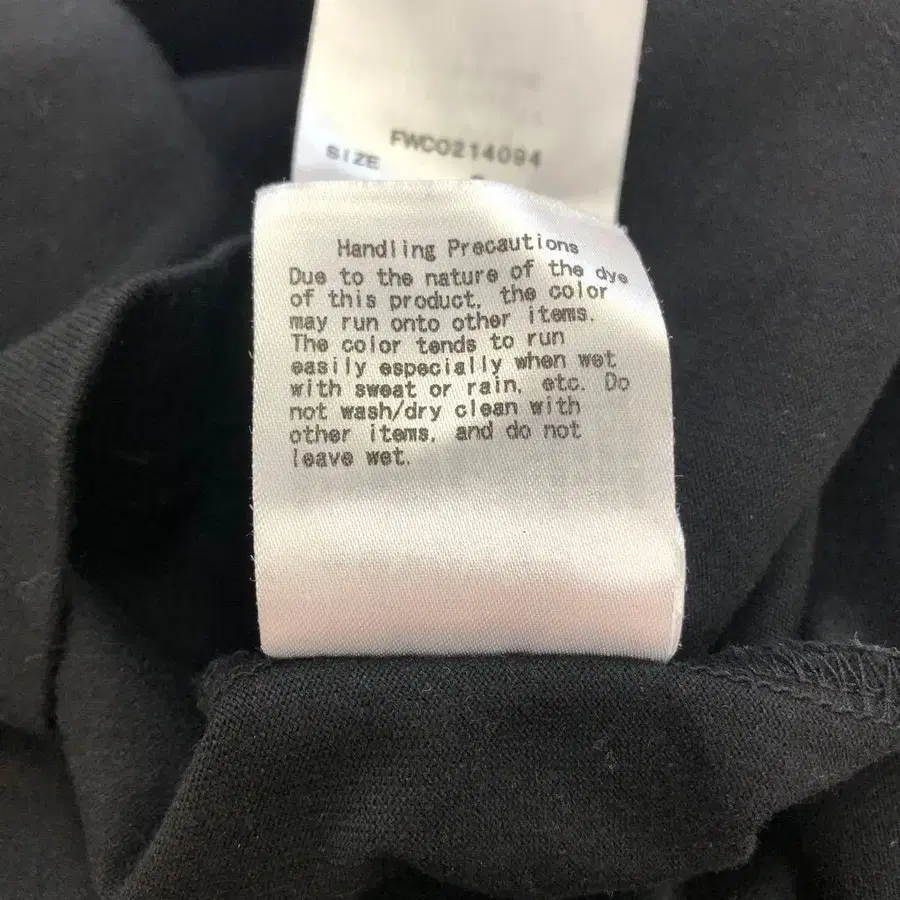 FWCO214094
SIZE
Handling Precautions
Due to the nature of the dye
of this product, the color
may run onto other items.
The color tends to run
easily especially when wet
with sweat or rain, etc. Do
not wash/dry clean with
other items, and do not
leave wet.